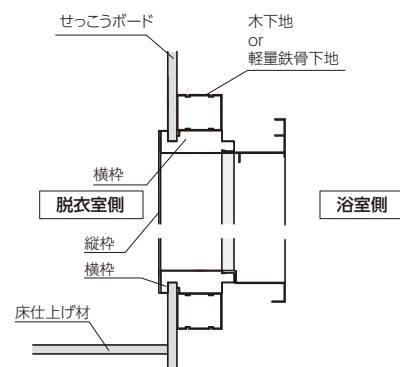 せっこうボード
木下地
or
軽量鉄骨下地
横枠
脱衣室側
浴室側
縦枠
横枠
床仕上げ材